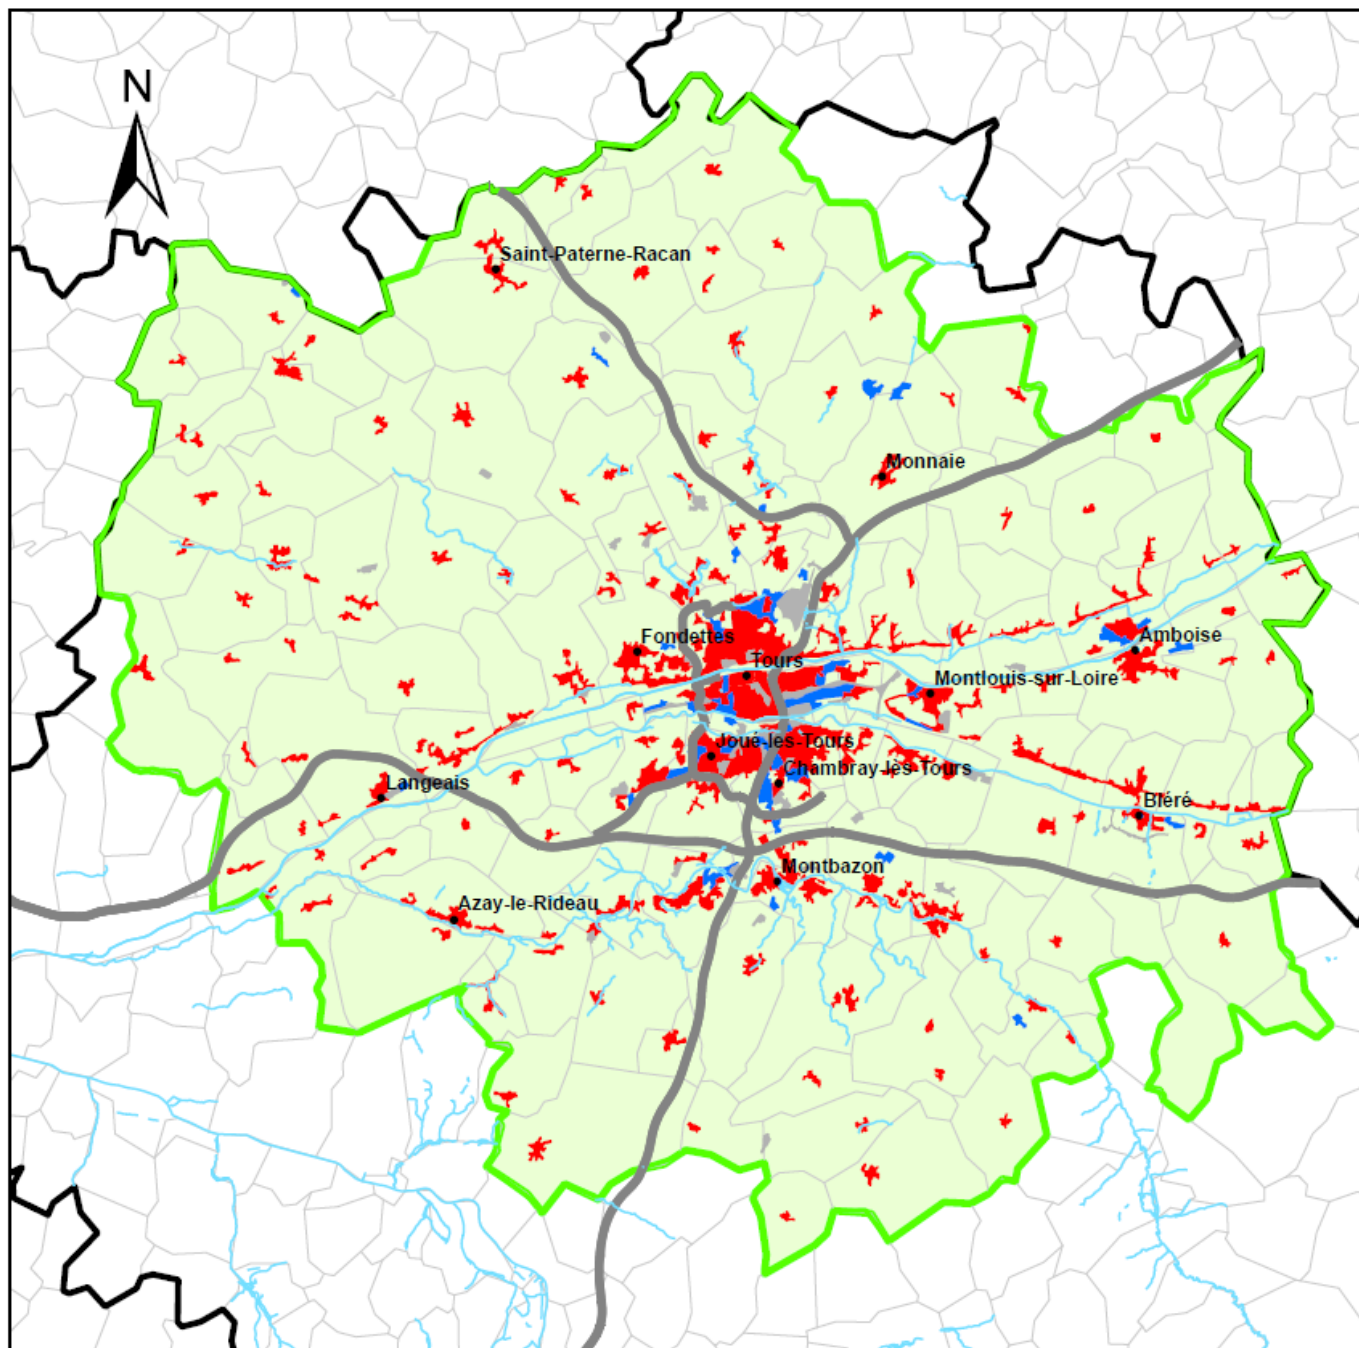 N
Saint-Paterne-Racan
Monnaie
Fondettes
Amboise
Tours
Montlouis-sur-Loire
Joué-les-Tours
Chambray-lès-Tours
Langeais
Bléré
Montbazon
Azay-le-Rideau